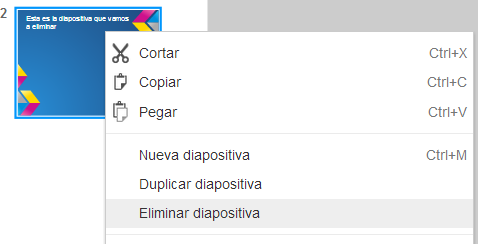 2
Esta es la diapositiva que vamos
a eliminar
Cortar Ctrl+X
Copiar Ctrl+C
Pegar Ctrl+V
Nueva diapositiva Ctrl+M
Duplicar diapositiva
Eliminar diapositiva